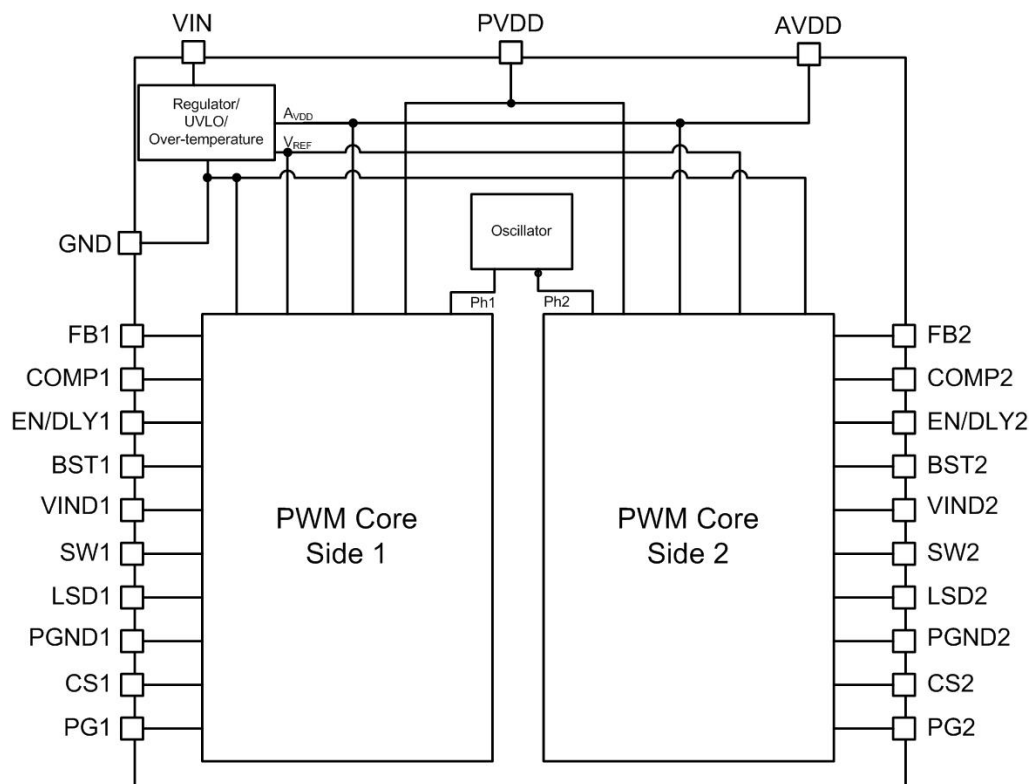 VIN
PVDD
AVDD
Regulator/
UVLO/
Over-temperature
AVDD
VREF
GND
Oscillator
Ph1
Ph2
FB1
COMP1
EN/DLY1
BST1
VIND1
SW1
LSD1
PGND1
CS1
PG1
PWM Core
Side 1
PWM Core
Side 2
FB2
COMP2
EN/DLY2
BST2
VIND2
SW2
LSD2
PGND2
CS2
PG2